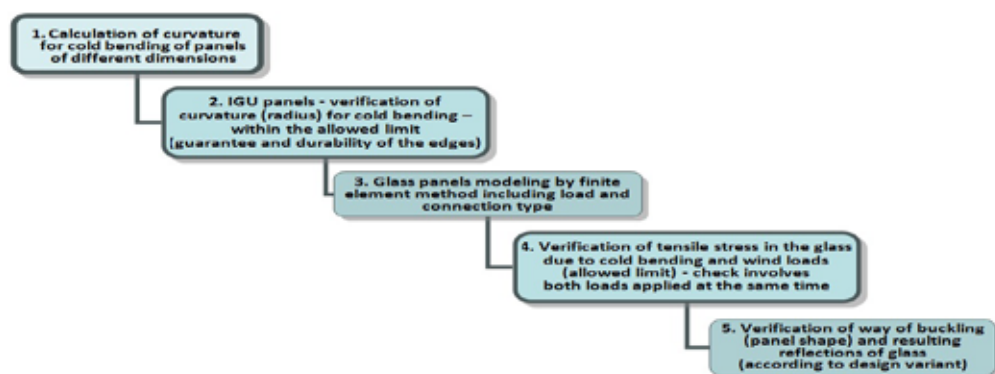 1. Calculation of curvature
for cold bending of panels
of different dimensions
2. IGU panels - verification of
curvature (radius) for cold bending –
within the allowed limit
(guarantee and durability of the edges)
3. Glass panels modeling by finite
element method including load and
connection type
4. Verification of tensile stress in the glass
due to cold bending and wind loads
(allowed limit) - check involves
both loads applied at the same time
5. Verification of way of buckling
(panel shape) and resulting
reflections of glass
(according to design variant)